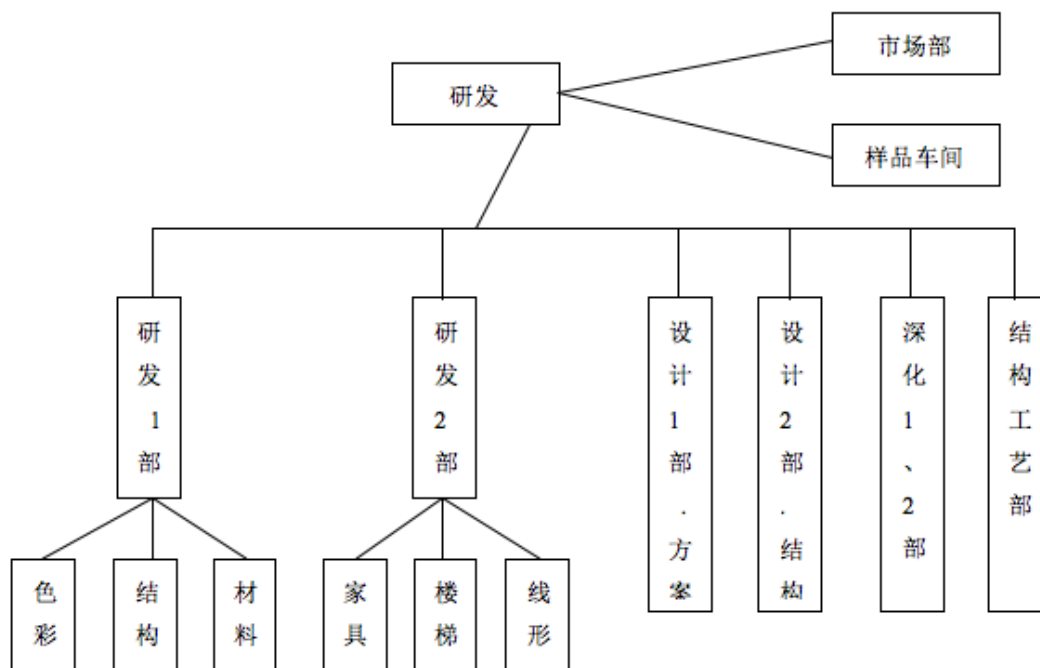 市场部
研发
样品车间
研发1部
研发2部
设计1部.方案
设计2部.结构
深化1、2部
结构工艺部
色彩
结构
材料
家具
楼梯
线形